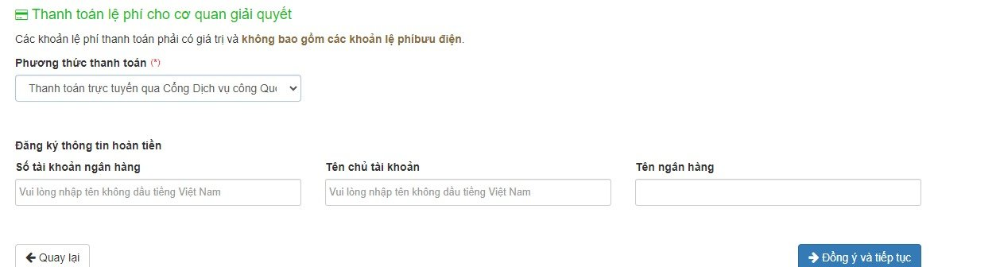 Thanh toán lệ phí cho cơ quan giải quyết
Các khoản lệ phí thanh toán phải có giá trị và không bao gồm các khoản lệ phíbưu điện.
Phương thức thanh toán (*)
Thanh toán trực tuyến qua Cổng Dịch vụ công Quố
Đăng ký thông tin hoàn tiền
Số tài khoản ngân hàng Tên chủ tài khoản Tên ngân hàng
Vui lòng nhập tên không dấu tiếng Việt Nam Vui lòng nhập tên không dấu tiếng Việt Nam
Quay lại Đồng ý và tiếp tục